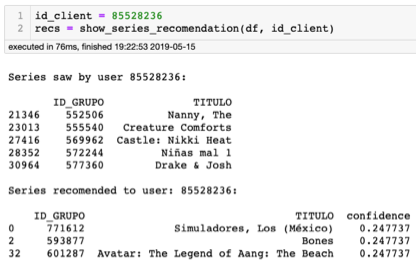 1 id_client = 85528236
2 recs = show_series_recomendation(df, id_client)
executed in 76ms, finished 19:22:53 2019-05-15
Series saw by user 85528236:
ID_GRUPO TITULO
21346 552506 Nanny, The
23013 555540 Creature Comforts
27416 569962 Castle: Nikki Heat
28352 572244 Niñas mal 1
30964 577360 Drake & Josh
Series recomended to user: 85528236:
ID_GRUPO TITULO confidence
0 771612 Simuladores, Los (México) 0.247737
2 593877 Bones 0.247737
32 601287 Avatar: The Legend of Aang: The Beach 0.247737